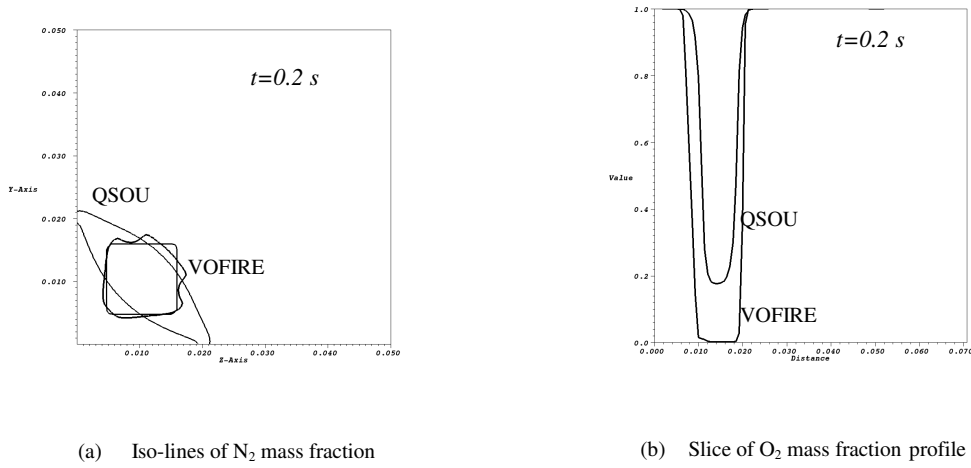 0.050
t=0.2 s
0.040
0.030
Y-Axis
QSOU
0.020
VOFIRE
0.010
0.010 0.020 0.030 0.040 0.050
Z-Axis
(a) Iso-lines of N2 mass fraction
1.0
t=0.2 s
0.8
0.6
Value
0.4
QSOU
0.2
VOFIRE
0.0
0.000 0.010 0.020 0.030 0.040 0.050 0.060 0.070
Distance
(b) Slice of O2 mass fraction profile